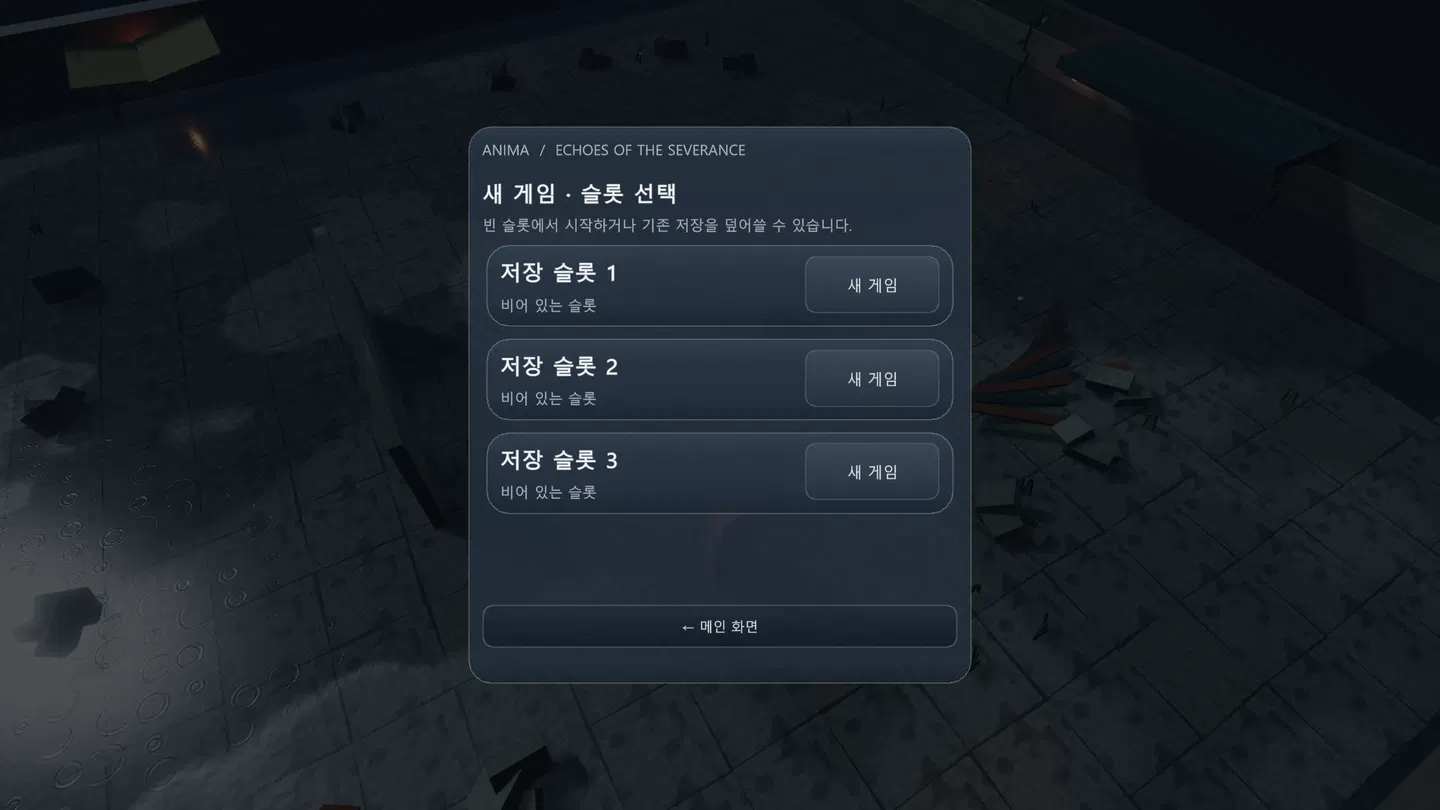 ANIMA / ECHOES OF THE SEVERANCE
새 게임 · 슬롯 선택
빈 슬롯에서 시작하거나 기존 저장을 덮어쓸 수 있습니다.
저장 슬롯 1
비어 있는 슬롯
새 게임
저장 슬롯 2
비어 있는 슬롯
새 게임
저장 슬롯 3
비어 있는 슬롯
새 게임
← 메인 화면